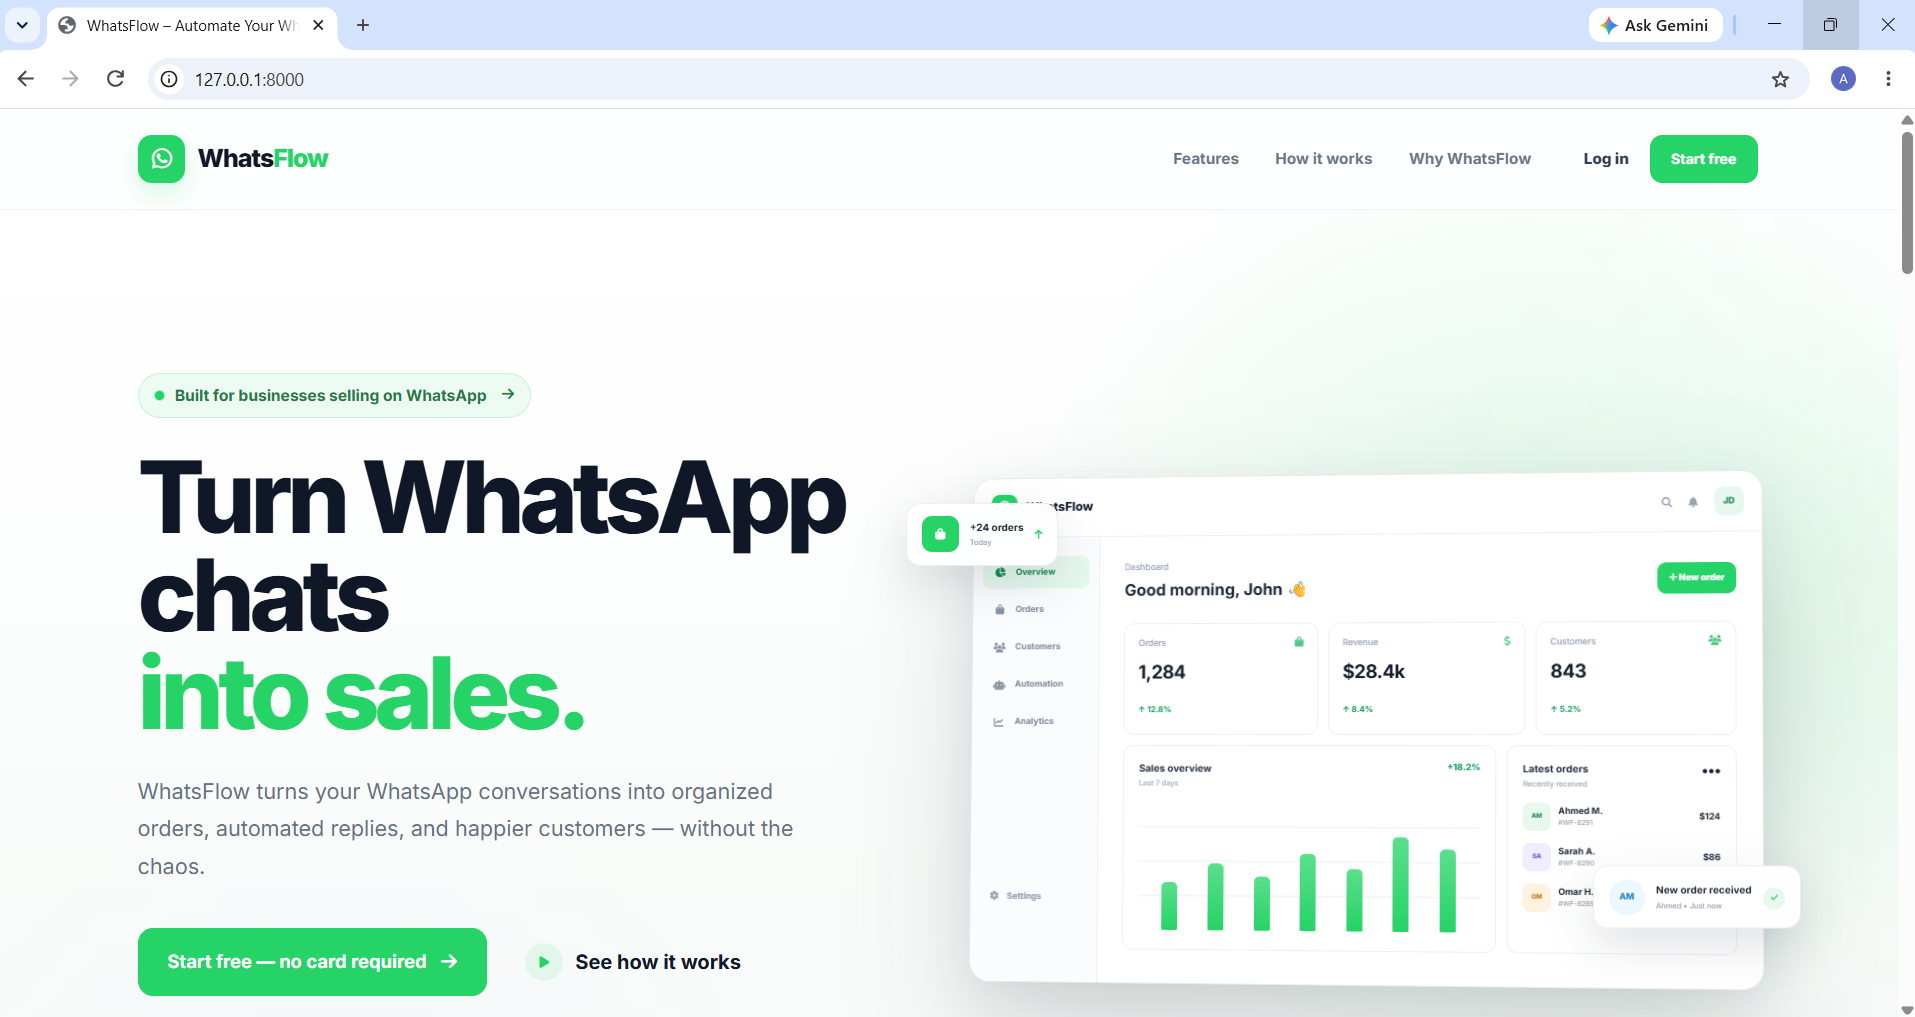 WhatsFlow – Automate Your Wh
Ask Gemini
127.0.0.1:8000
A
WhatsFlow
Features
How it works
Why WhatsFlow
Log in
Start free
Built for businesses selling on WhatsApp
Turn WhatsApp
chats
into sales.
WhatsFlow turns your WhatsApp conversations into organized
orders, automated replies, and happier customers — without the
chaos.
Start free — no card required
See how it works
tsFlow
JD
+24 orders
Today
Overview
Orders
Customers
Automation
Analytics
Settings
Dashboard
Good morning, John 👋
+ New order
Orders
1,284
↑ 12.8%
Revenue
$
$28.4k
↑ 8.4%
Customers
843
↑ 5.2%
Sales overview
Last 7 days
+18.2%
Latest orders
Recently received
AM
Ahmed M.
#WF-8291
$124
SA
Sarah A.
#WF-8290
$86
OM
Omar H.
AM
New order received
Ahmed • Just now